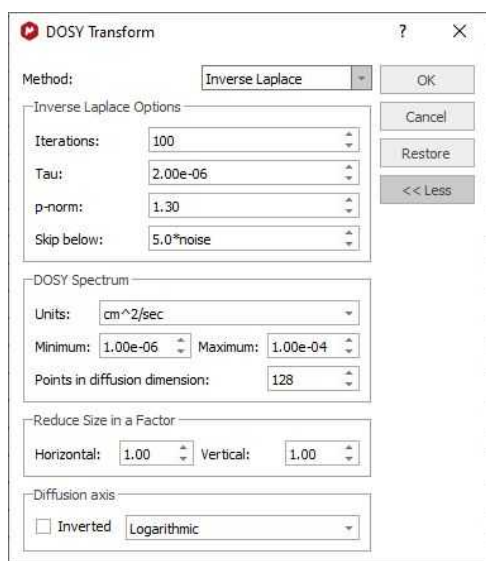 DOSY Transform ? X
Method: Inverse Laplace
OK
Inverse Laplace Options
Cancel
Iterations: 100
Restore
Tau: 2.00e-06
<< Less
p-norm: 1.30
Skip below: 5.0*noise
DOSY Spectrum
Units: cm^2/sec
Minimum: 1.00e-06 Maximum: 1.00e-04
Points in diffusion dimension: 128
Reduce Size in a Factor
Horizontal: 1.00 Vertical: 1.00
Diffusion axis
Inverted Logarithmic